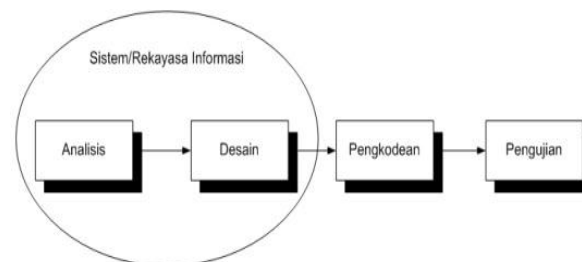 Sistem/Rekayasa Informasi
Analisis
Desain
Pengkodean
Pengujian